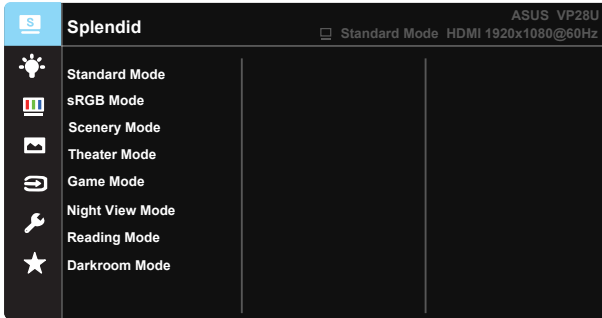 S
Splendid
ASUS VP28U
Standard Mode HDMI 1920x1080@60Hz
Standard Mode
sRGB Mode
Scenery Mode
Theater Mode
Game Mode
Night View Mode
Reading Mode
Darkroom Mode